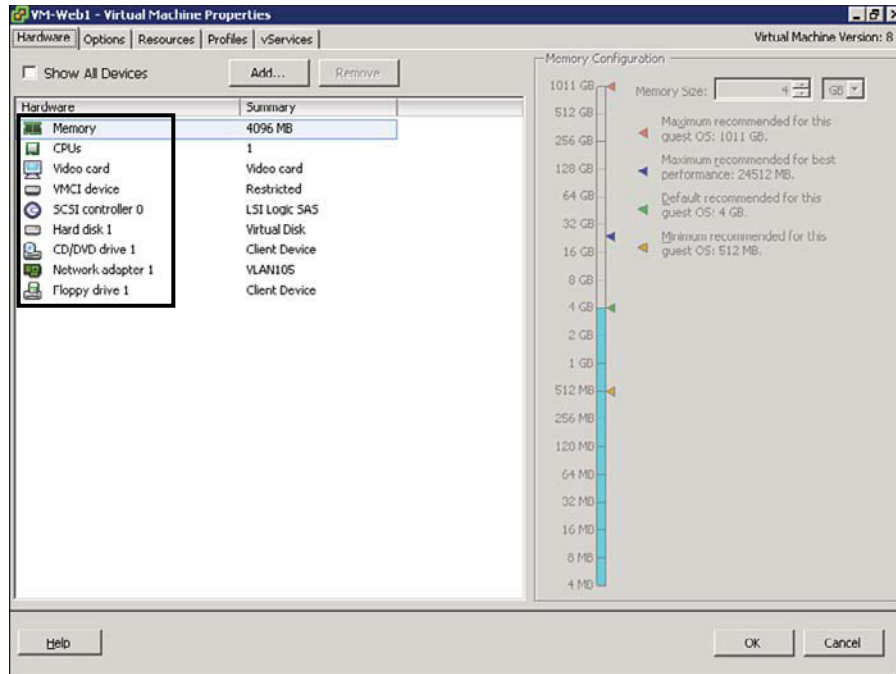 VM-Web1 - Virtual Machine Properties
Hardware Options Resources Profiles vServices Virtual Machine Version: 8
Show All Devices Add... Remove
Hardware Summary
Memory 4096 MB
CPUs 1
Video card Video card
VMCI device Restricted
SCSI controller 0 LSI Logic SAS
Hard disk 1 Virtual Disk
CD/DVD drive 1 Client Device
Network adapter 1 VLAN105
Floppy drive 1 Client Device
Memory Configuration
Memory Size: 4 GB
1011 GB
512 GB
256 GB
128 GB
64 GB
32 GB
16 GB
8 GB
4 GB
2 GB
1 GB
512 MB
256 MB
128 MB
64 MB
32 MB
16 MB
8 MB
4 MB
Maximum recommended for this
guest OS: 1011 GB.
Maximum recommended for best
performance: 24512 MB.
Default recommended for this
guest OS: 4 GB.
Minimum recommended for this
guest OS: 512 MB.
Help OK Cancel